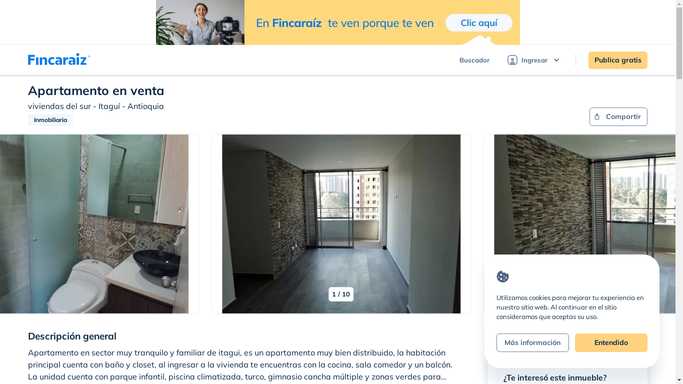 En Fincaraíz te ven porque te ven
Clic aquí
Fincaraiz
Buscador
Ingresar
Publica gratis
Apartamento en venta
viviendas del sur - Itaguí - Antioquia
Inmobiliaria
Compartir
1 / 10
Utilizamos cookies para mejorar tu experiencia en
nuestro sitio web. Al continuar en el sitio
consideramos que aceptas su uso.
Más información
Entendido
Descripción general
Apartamento en sector muy tranquilo y familiar de itagui, es un apartamento muy bien distribuido, la habitación
principal cuenta con baño y closet, al ingresar a la vivienda te encuentras con la cocina, sala comedor y un balcón.
La unidad cuenta con parque infantil, piscina climatizada, turco, gimnasio cancha múltiple y zonas verdes para...
¿Te interesó este inmueble?